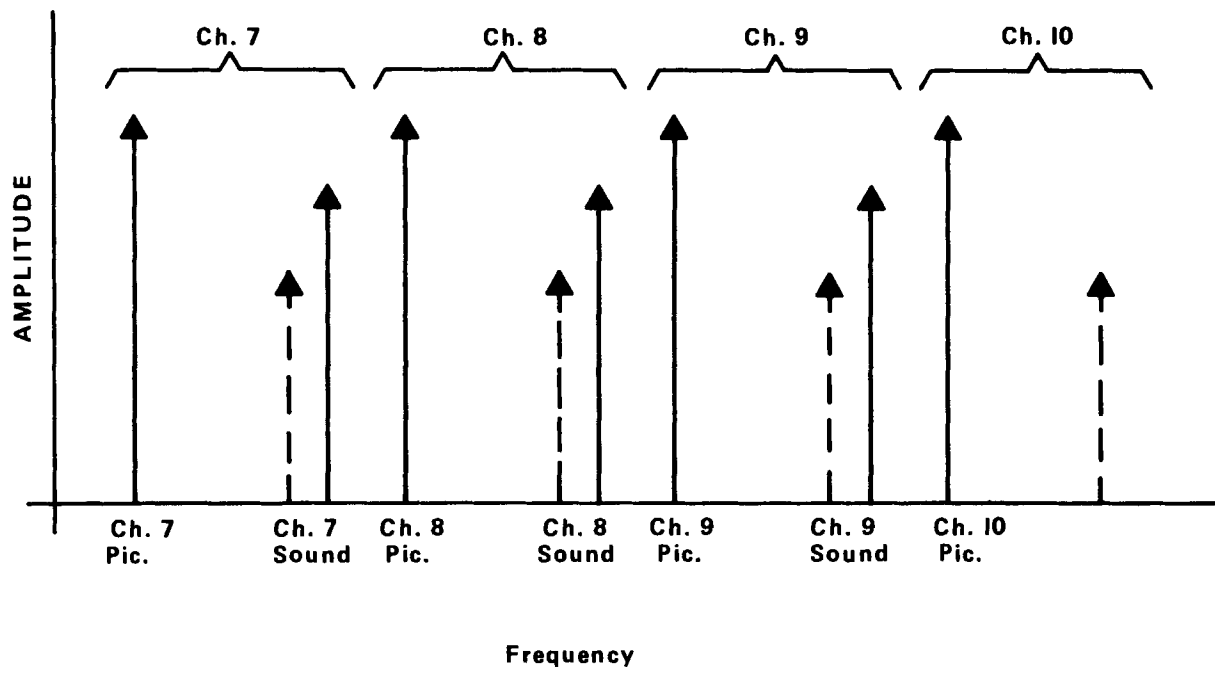 Ch. 7
Ch. 8
Ch. 9
Ch. 10
AMPLITUDE
Ch. 7
Pic.
Ch. 7
Sound
Ch. 8
Pic.
Ch. 8
Sound
Ch. 9
Pic.
Ch. 9
Sound
Ch. 10
Pic.
Frequency